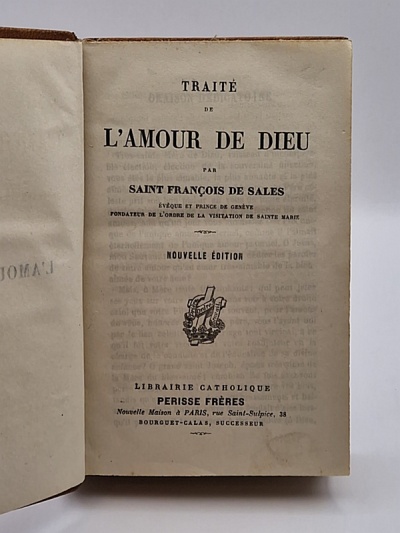 TRAITÉ
DE
L'AMOUR DE DIEU
PAR
SAINT FRANÇOIS DE SALES
ÉVÊQUE ET PRINCE DE GENÈVE
FONDATEUR DE L'ORDRE DE LA VISITATION DE SAINTE MARIE
NOUVELLE ÉDITION
LIBRAIRIE CATHOLIQUE
PERISSE FRÈRES
Nouvelle Maison à PARIS, rue Saint-Sulpice, 38
BOURGUET-CALAS, SUCCESSEUR